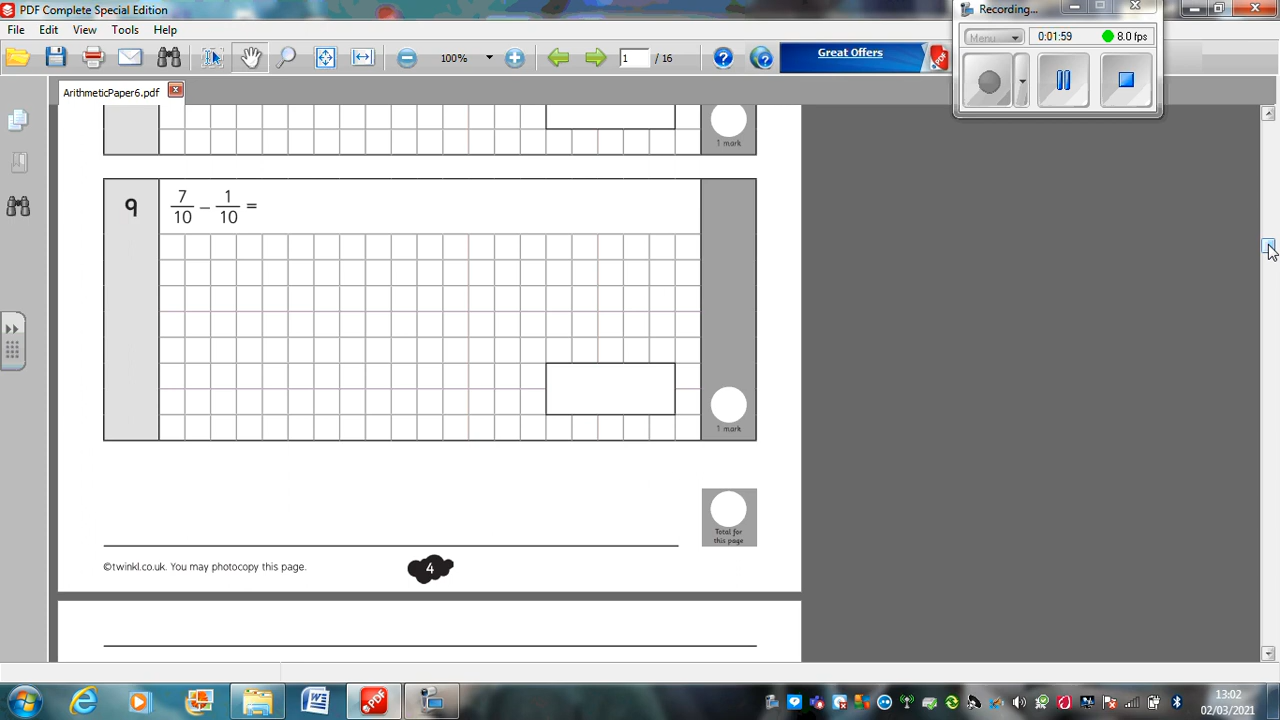 PDF Complete Special Edition
Recording...
File Edit View Tools Help
Menu
0:01:59
8.0 fps
100%
1
/ 16
Great Offers
PDF
ArithmeticPaper6.pdf
1 mark
9
7/10 – 1/10 =
1 mark
Total for
this page
©twinkl.co.uk. You may photocopy this page.
4
PDF
13:02
02/03/2021